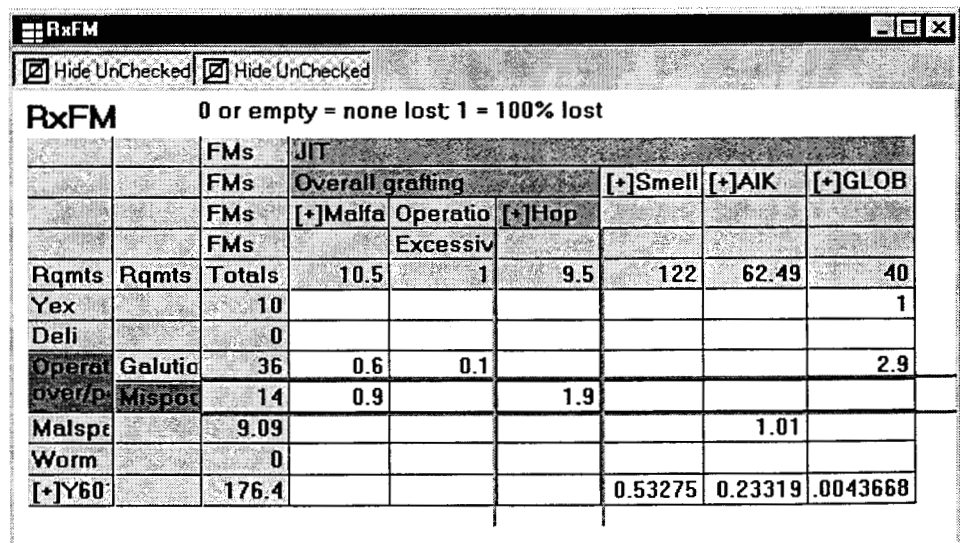 RxFM
Hide UnChecked Hide UnChecked
RxFM 0 or empty = none lost; 1 = 100% lost
FMs JIT
FMs Overall grafting [+]Smell [+]AIK [+]GLOB
FMs [+]Malfa Operatio [+]Hop
FMs Excessiv
Rqmts Rqmts Totals 10.5 1 9.5 122 62.49 40
Yex 10 1
Deli 0
Operat Galutio 36 0.6 0.1 2.9
over/p Mispoc 14 0.9 1.9
Malspe 9.09 1.01
Worm 0
[+]Y60 176.4 0.53275 0.23319 .0043668